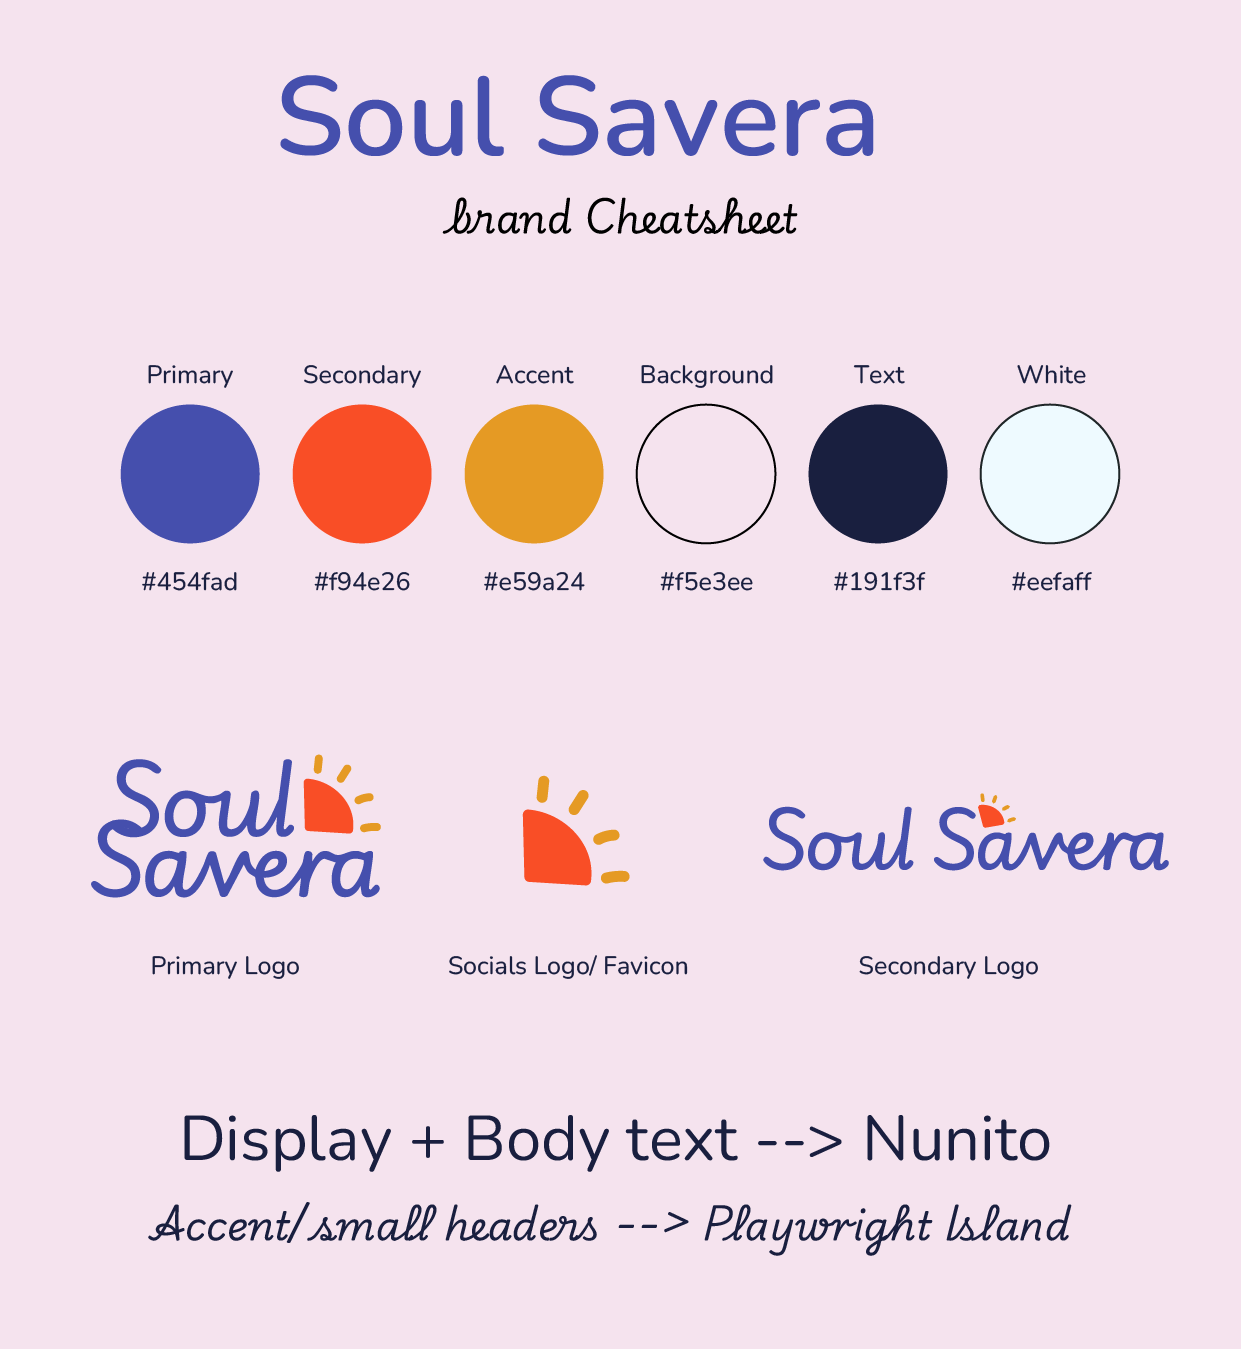 Soul Savera
brand Cheatsheet
Primary Secondary Accent Background Text White
#454fad #f94e26 #e59a24 #f5e3ee #191f3f #eefaff
Soul
Savera
Soul Savera
Primary Logo Socials Logo/ Favicon Secondary Logo
Display + Body text --> Nunito
Accent/small headers --> Playwright Island